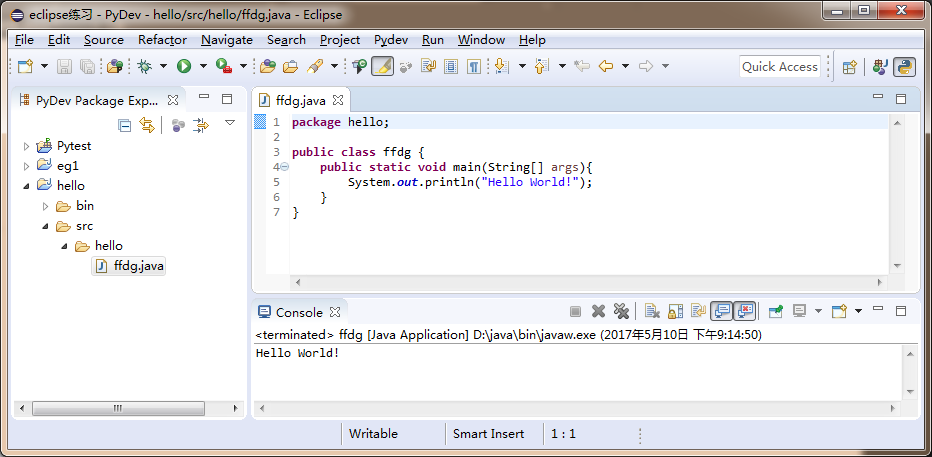 eclipse练习 - PyDev - hello/src/hello/ffdg.java - Eclipse
File Edit Source Refactor Navigate Search Project Pydev Run Window Help
Quick Access
PyDev Package Exp...
Pytest
eg1
hello
bin
src
hello
ffdg.java
ffdg.java
1 package hello;
2
3 public class ffdg {
4 public static void main(String[] args){
5 System.out.println("Hello World!");
6 }
7 }
Console
<terminated> ffdg [Java Application] D:\java\bin\javaw.exe (2017年5月10日 下午9:14:50)
Hello World!
Writable Smart Insert 1 : 1